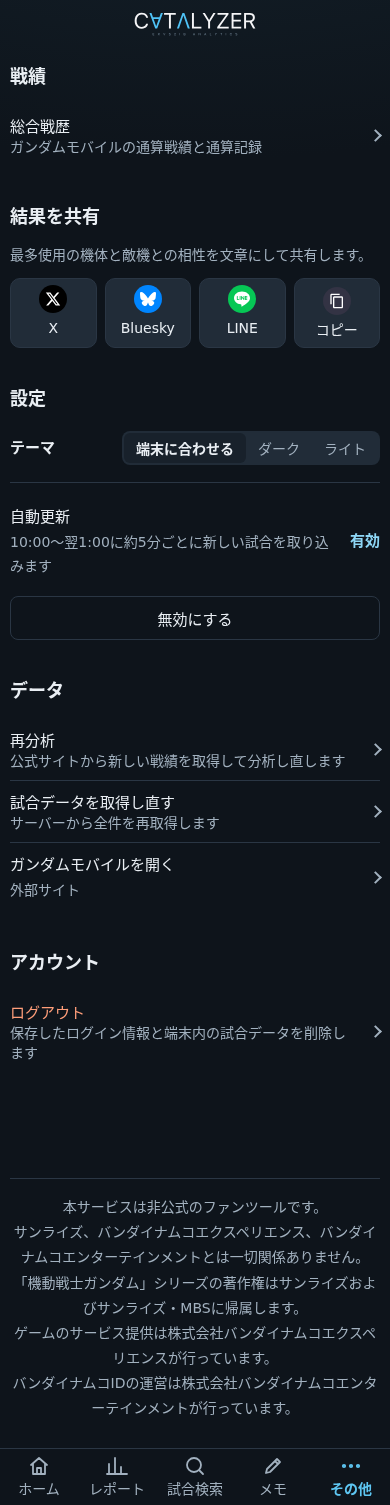 戦績
総合戦歴
ガンダムモバイルの通算戦績と通算記録
結果を共有
最多使用の機体と敵機との相性を文章にして共有します。
X
Bluesky
LINE
コピー
設定
テーマ
端末に合わせる
ダーク
ライト
自動更新
10:00〜翌1:00に約5分ごとに新しい試合を取り込
みます
有効
無効にする
データ
再分析
公式サイトから新しい戦績を取得して分析し直します
試合データを取得し直す
サーバーから全件を再取得します
ガンダムモバイルを開く
外部サイト
アカウント
ログアウト
保存したログイン情報と端末内の試合データを削除し
ます
本サービスは非公式のファンツールです。
サンライズ、バンダイナムコエクスペリエンス、バンダイ
ナムコエンターテインメントとは一切関係ありません。
「機動戦士ガンダム」シリーズの著作権はサンライズおよ
びサンライズ・MBSに帰属します。
ゲームのサービス提供は株式会社バンダイナムコエクスペ
リエンスが行っています。
バンダイナムコIDの運営は株式会社バンダイナムコエンタ
ーテインメントが行っています。
ホーム
レポート
試合検索
メモ
その他